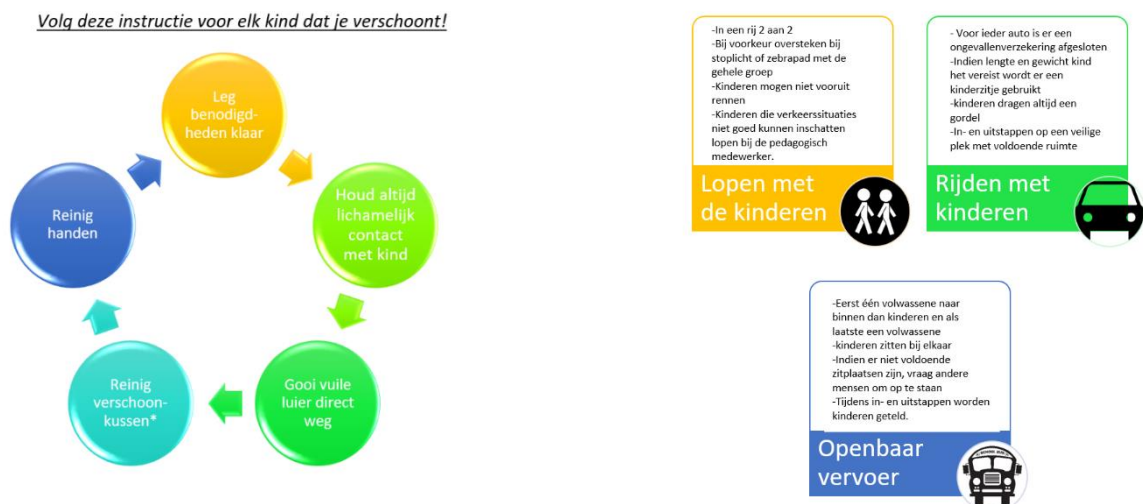 Volg deze instructie voor elk kind dat je verschoont!
Leg
benodigd-
heden klaar
Houd altijd
lichamelijk
contact
met kind
Gooi vuile
luier direct
weg
Reinig
verschoon-
kussen*
Reinig
handen
-In een rij 2 aan 2
-Bij voorkeur oversteken bij
stoplicht of zebrapad met de
gehele groep
-Kinderen mogen niet vooruit
rennen
-Kinderen die verkeerssituaties
niet goed kunnen inschatten
lopen bij de pedagogisch
medewerker.
Lopen met
de kinderen
- Voor ieder auto is er een
ongevallenverzekering afgesloten
-Indien lengte en gewicht kind
het vereist wordt er een
kinderzitje gebruikt
-kinderen dragen altijd een
gordel
-In- en uitstappen op een veilige
plek met voldoende ruimte
Rijden met
kinderen
-Eerst één volwassene naar
binnen dan kinderen en als
laatste een volwassene
-kinderen zitten bij elkaar
-Indien er niet voldoende
zitplaatsen zijn, vraag andere
mensen om op te staan
-Tijdens in- en uitstappen worden
kinderen geteld.
Openbaar
vervoer
SCHOOL BUS